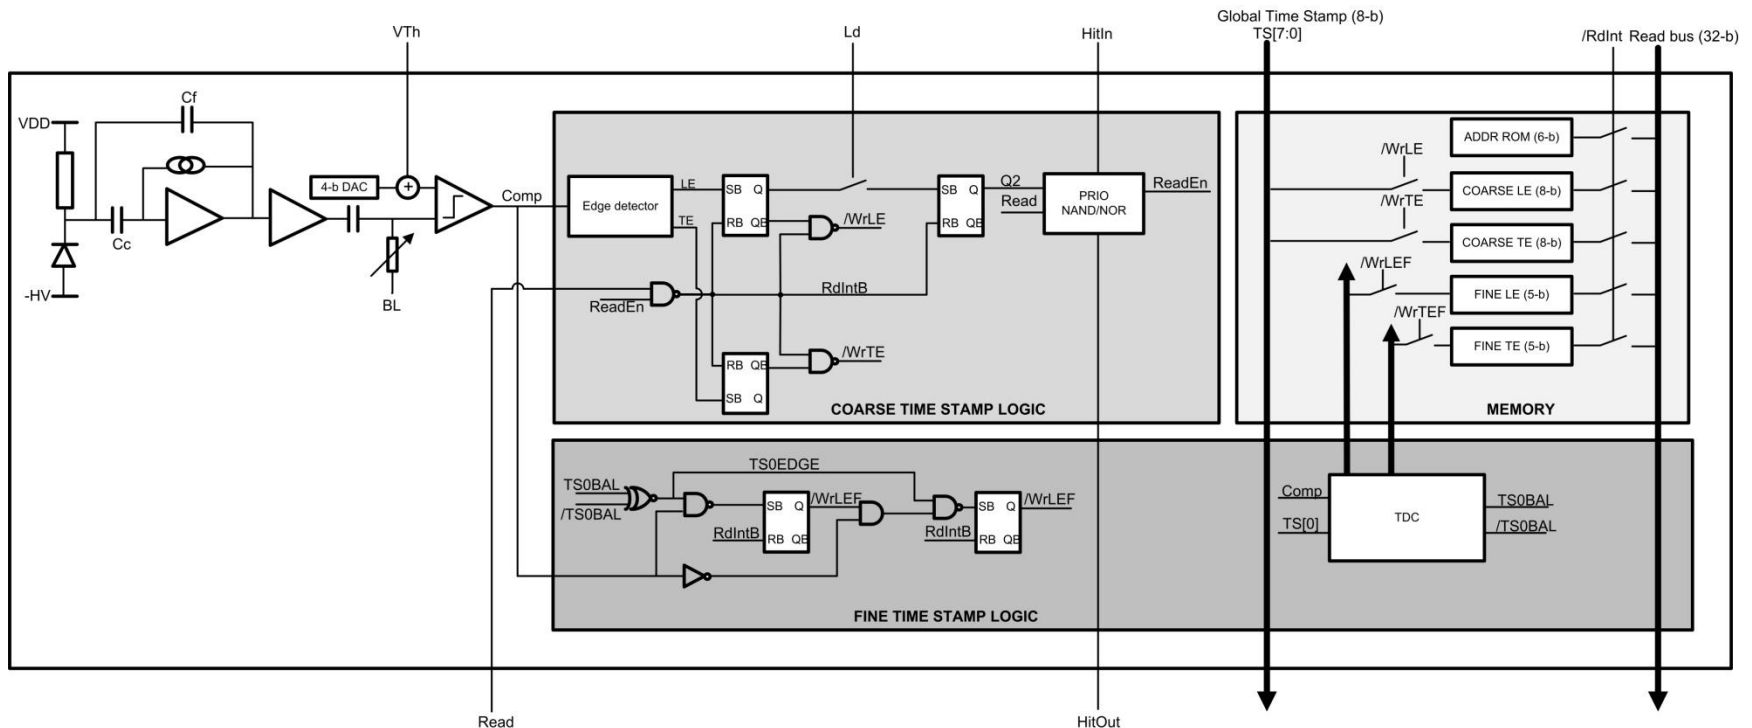 Global Time Stamp (8-b)
TS[7:0]
VTh
Ld
HitIn
/RdInt
Read bus (32-b)
Cf
VDD
Cc
-HV
4-b DAC
+
BL
Comp
Edge detector
LE
TE
SB Q
RB QB
/WrLE
SB Q
RB QB
Q2
Read
PRIO
NAND/NOR
ReadEn
ReadEn
RdIntB
/WrTE
RB QB
SB Q
COARSE TIME STAMP LOGIC
/WrLE
/WrTE
/WrLEF
/WrTEF
ADDR ROM (6-b)
COARSE LE (8-b)
COARSE TE (8-b)
FINE LE (5-b)
FINE TE (5-b)
MEMORY
TS0EDGE
TS0BAL
/TS0BAL
SB Q
RB QB
RdIntB
/WrLEF
SB Q
RB QB
RdIntB
/WrLEF
FINE TIME STAMP LOGIC
Comp
TS[0]
TDC
TS0BAL
/TS0BAL
Read
HitOut